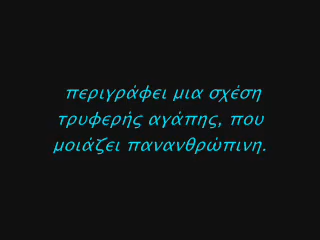 περιγράφει μια σχέση
τρυφερής αγάπης, που
μοιάζει πανανθρώπινη.